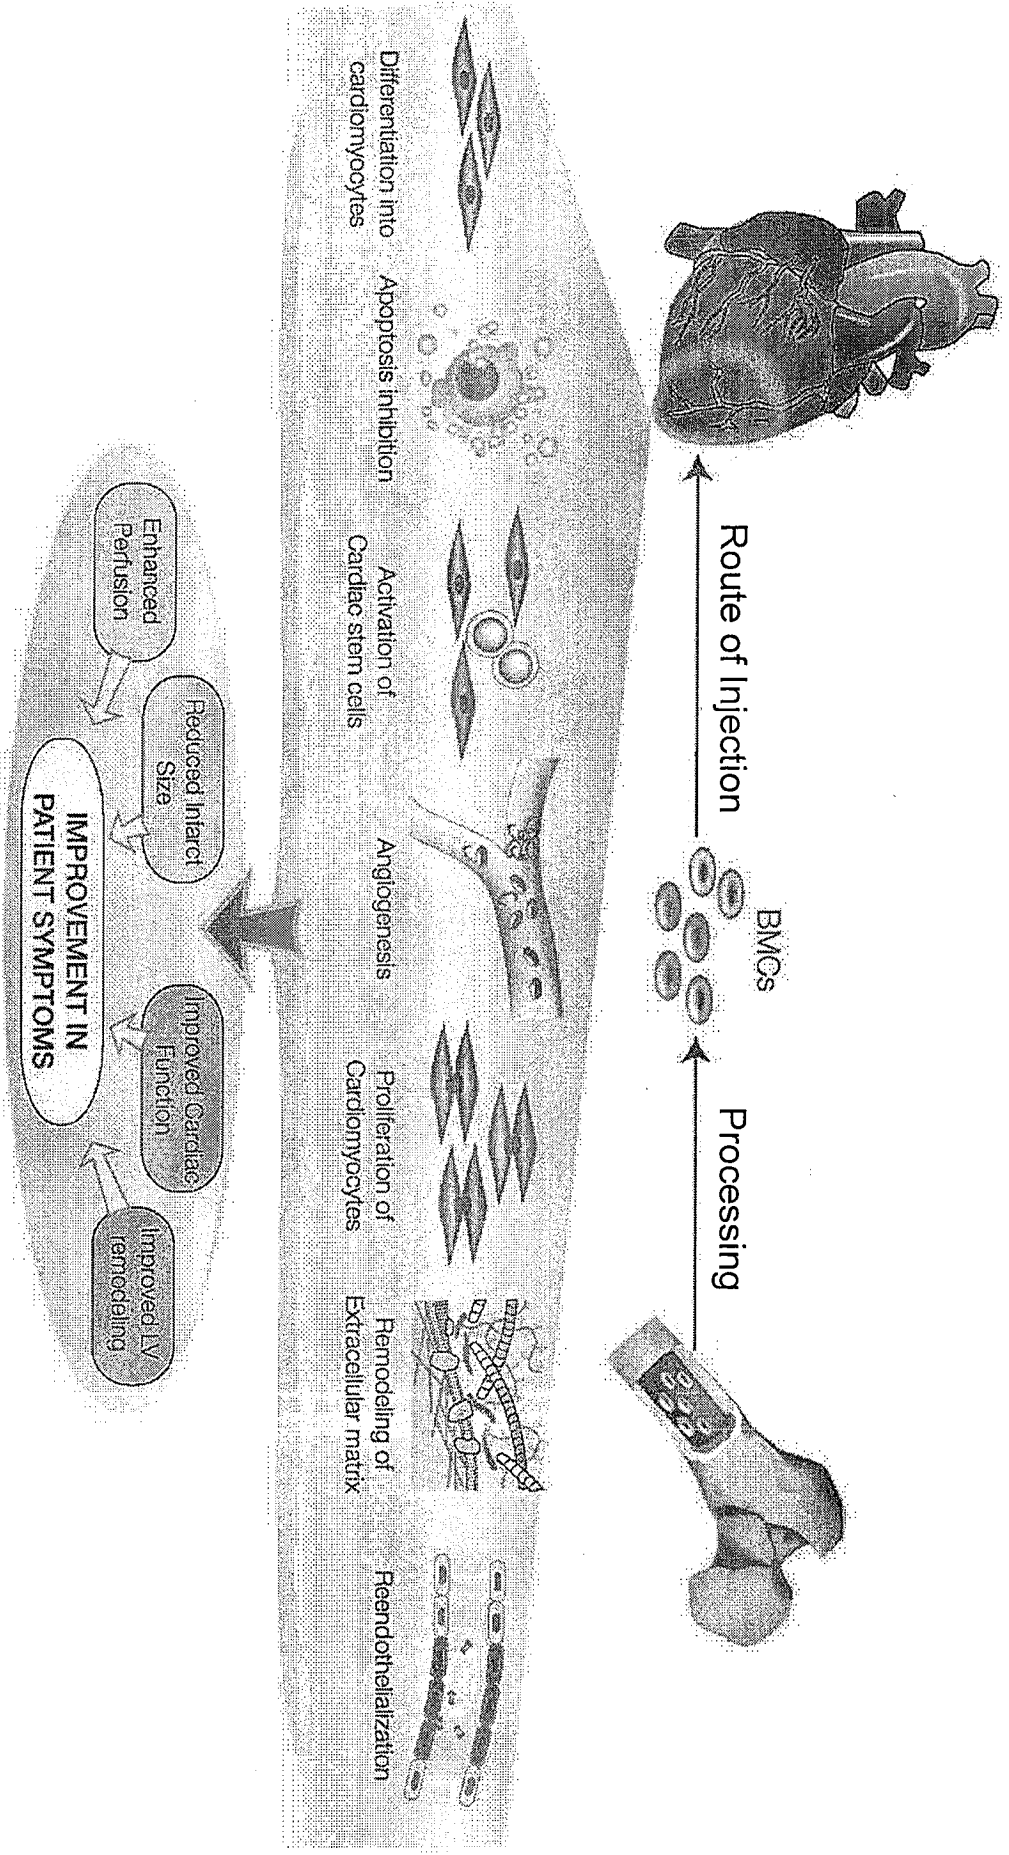 Route of Injection
BMCs
Processing
Differentiation into
cardiomyocytes
Apoptosis inhibition
Activation of
Cardiac stem cells
Angiogenesis
Proliferation of
Cardiomyocytes
Remodeling of
Extracellular matrix
Reendothelialization
Enhanced
Perfusion
Reduced Infarct
Size
Improved Cardiac
Function
Improved LV
remodeling
IMPROVEMENT IN
PATIENT SYMPTOMS